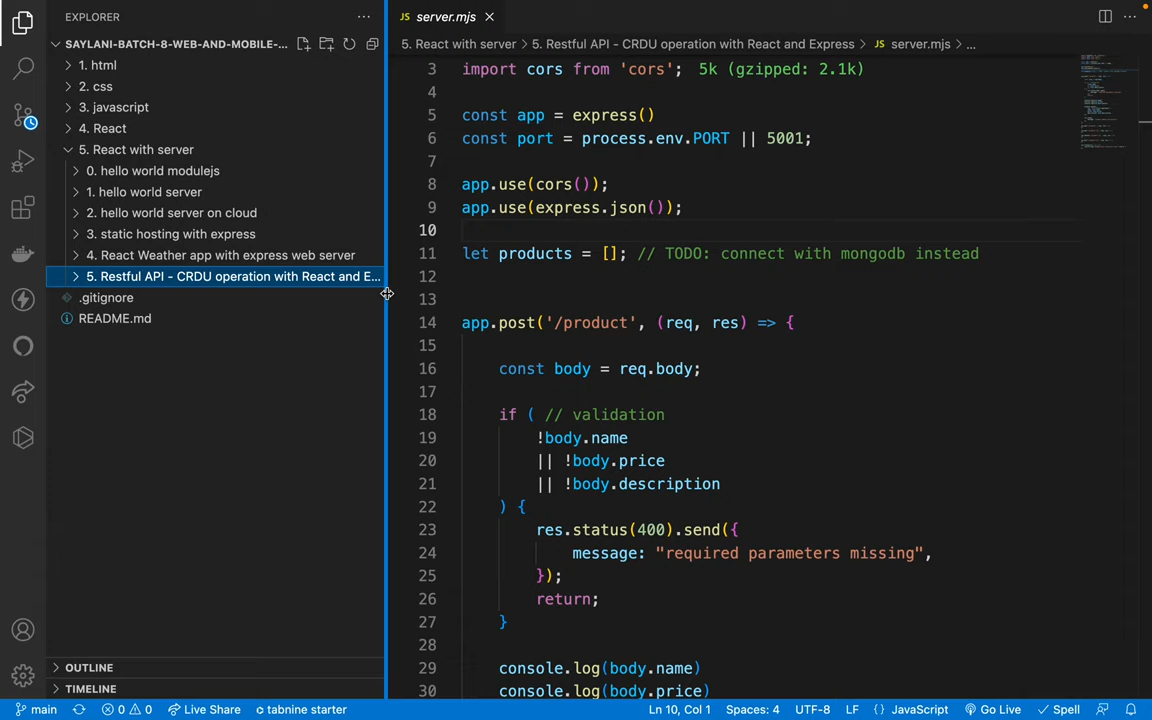 EXPLORER
SAYLANI-BATCH-8-WEB-AND-MOBILE-...
1. html
2. css
3. javascript
4. React
5. React with server
0. hello world modulejs
1. hello world server
2. hello world server on cloud
3. static hosting with express
4. React Weather app with express web server
5. Restful API - CRDU operation with React and E...
.gitignore
README.md
OUTLINE
TIMELINE
JS server.mjs
5. React with server > 5. Restful API - CRDU operation with React and Express > JS server.mjs > ...
3 import cors from 'cors'; 5k (gzipped: 2.1k)
4
5 const app = express()
6 const port = process.env.PORT || 5001;
7
8 app.use(cors());
9 app.use(express.json());
10
11 let products = []; // TODO: connect with mongodb instead
12
13
14 app.post('/product', (req, res) => {
15
16 const body = req.body;
17
18 if ( // validation
19 !body.name
20 || !body.price
21 || !body.description
22 ) {
23 res.status(400).send({
24 message: "required parameters missing",
25 });
26 return;
27 }
28
29 console.log(body.name)
30 console.log(body.price)
main 0 0 Live Share tabnine starter Ln 10, Col 1 Spaces: 4 UTF-8 LF {} JavaScript Go Live Spell